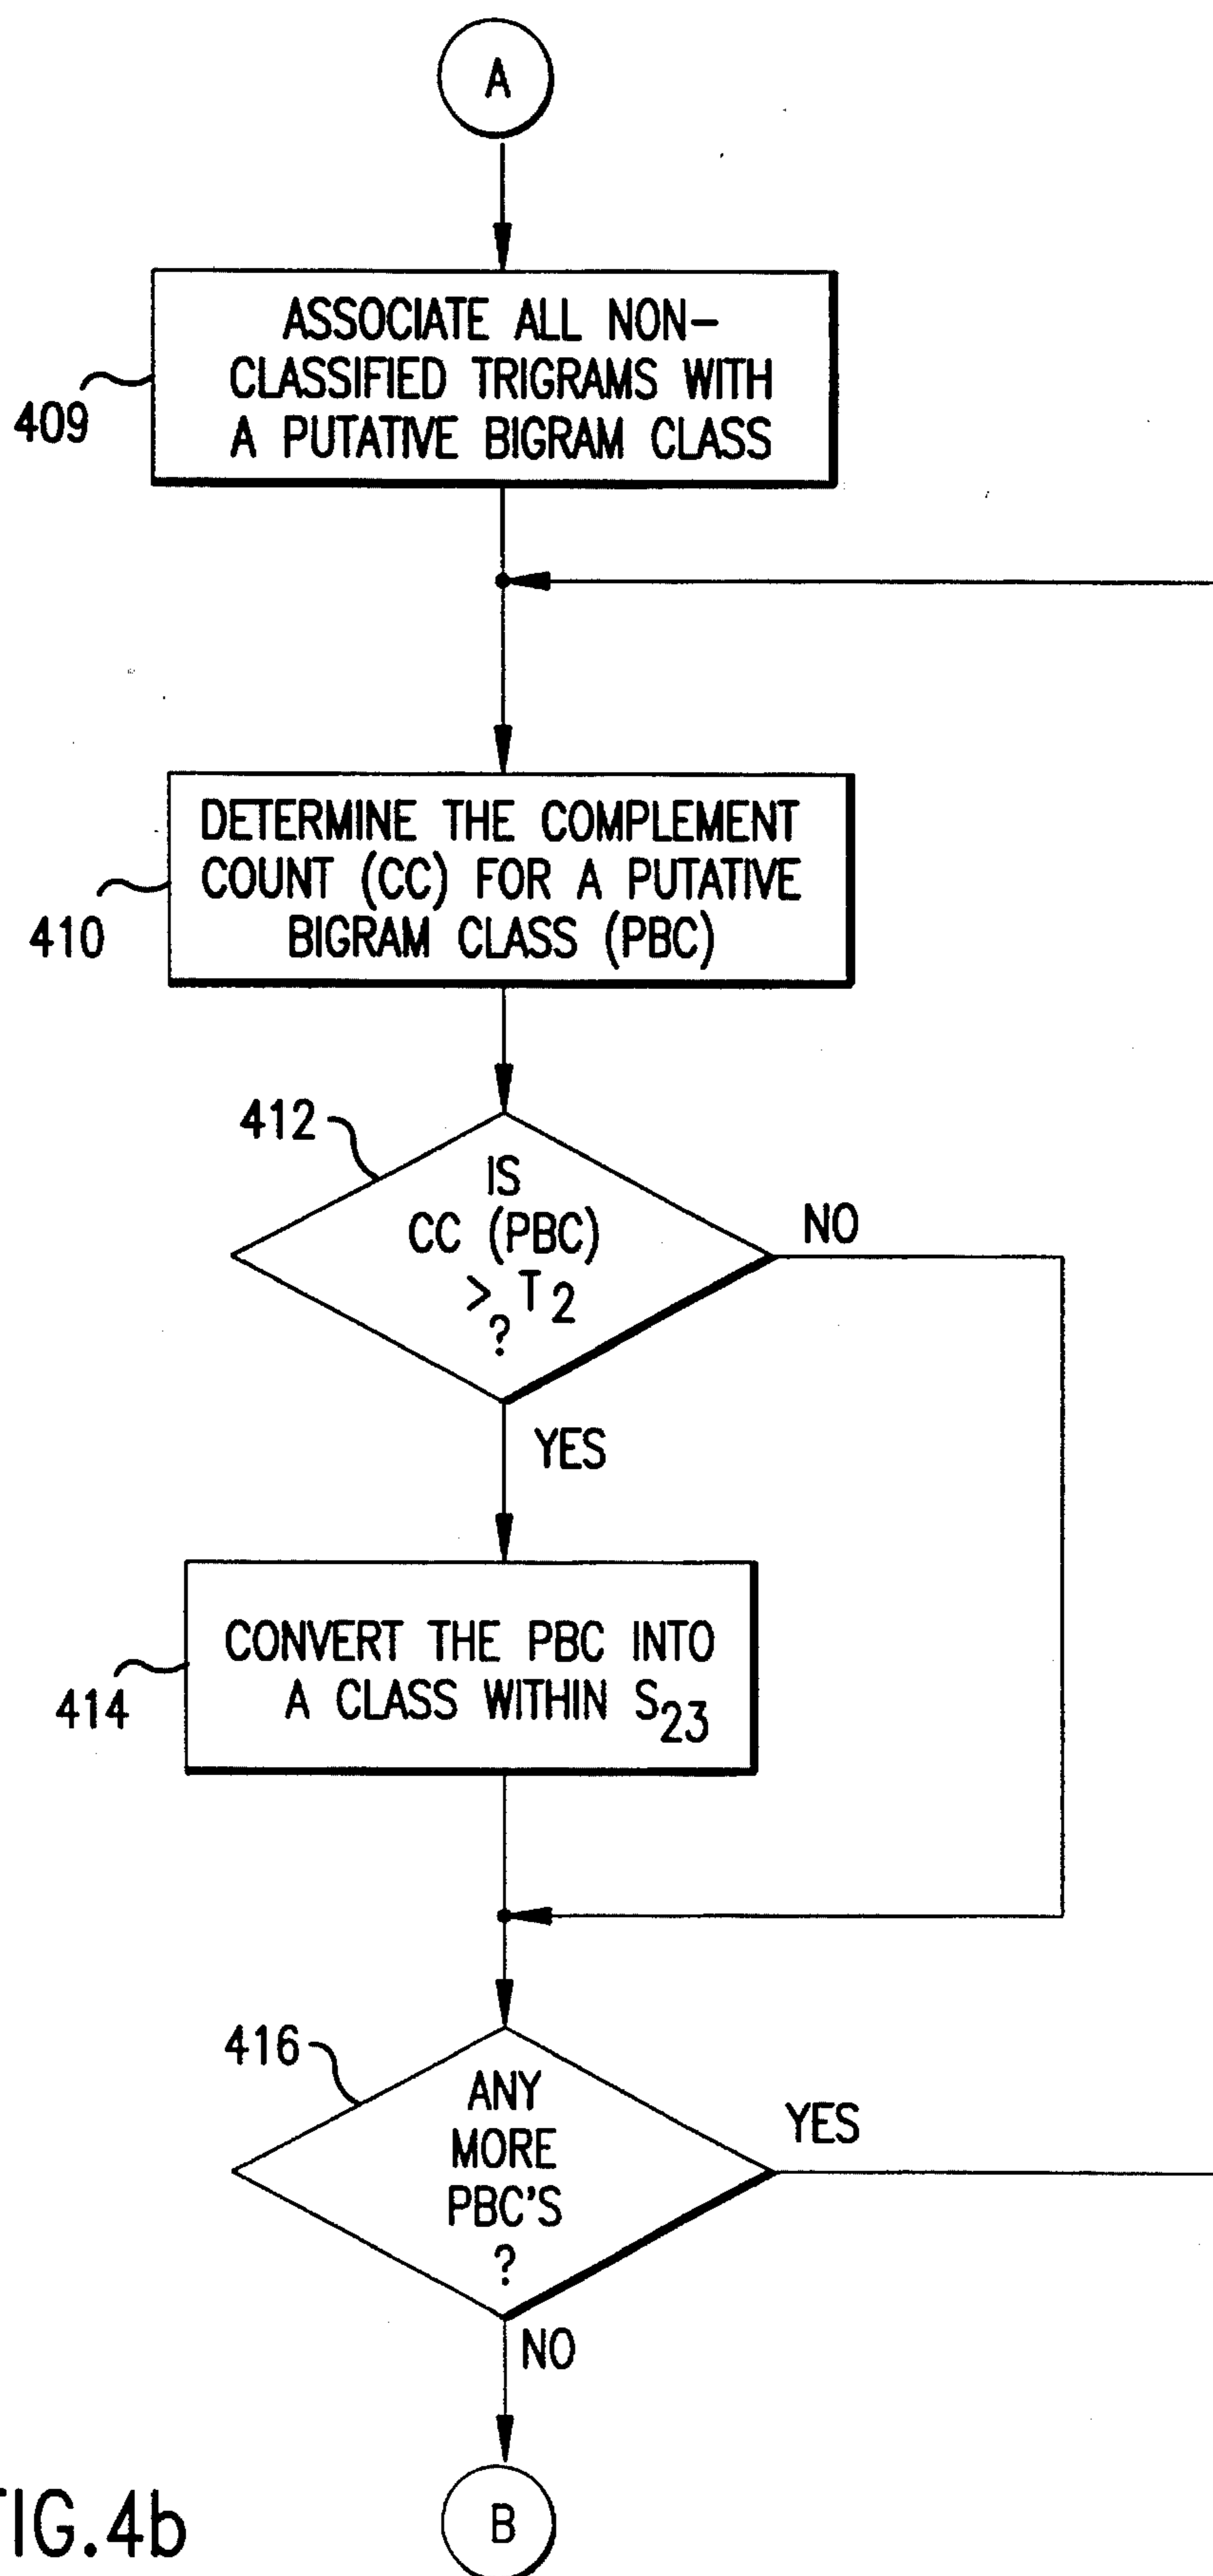 A
ASSOCIATE ALL NON-
CLASSIFIED TRIGRAMS WITH
A PUTATIVE BIGRAM CLASS
409
DETERMINE THE COMPLEMENT
COUNT (CC) FOR A PUTATIVE
BIGRAM CLASS (PBC)
410
412
IS
CC (PBC)
> T2
?
NO
YES
CONVERT THE PBC INTO
A CLASS WITHIN S23
414
416
ANY
MORE
PBC'S
?
YES
NO
B
IG.4b